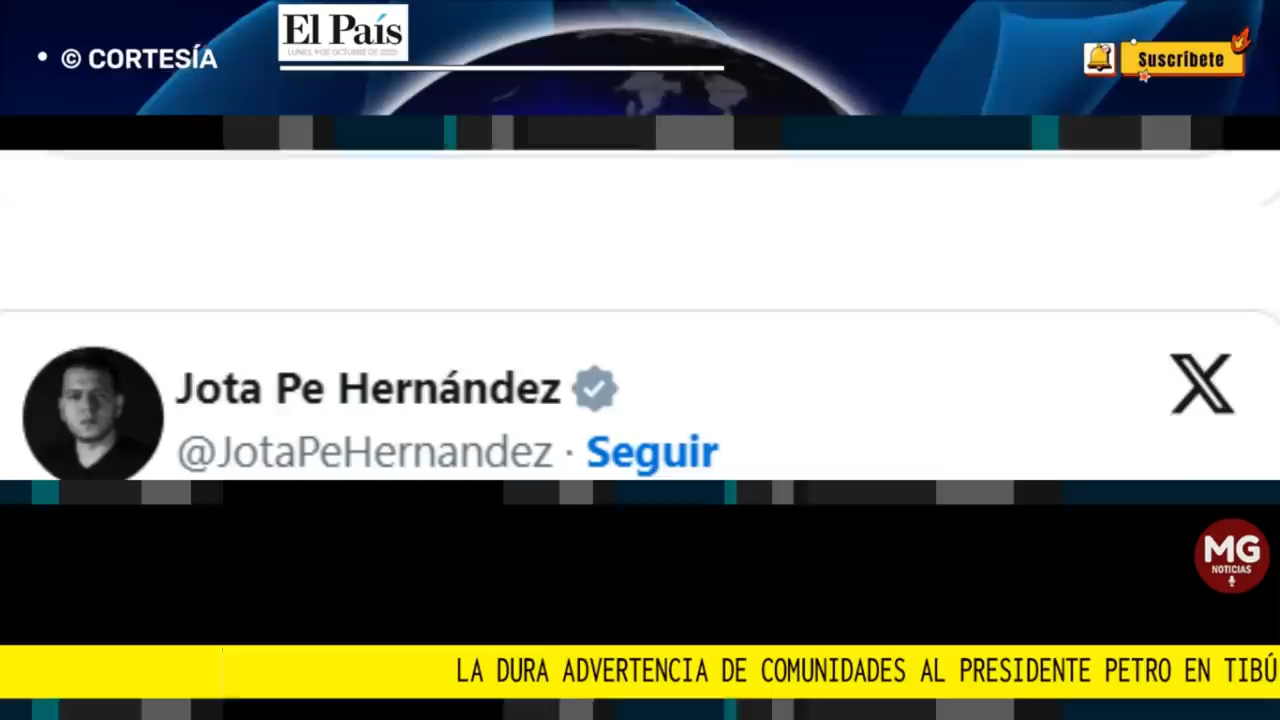 • © CORTESÍA
El País
Suscríbete
Jota Pe Hernández
@JotaPeHernandez · Seguir
MG
NOTICIAS
LA DURA ADVERTENCIA DE COMUNIDADES AL PRESIDENTE PETRO EN TIBÚ